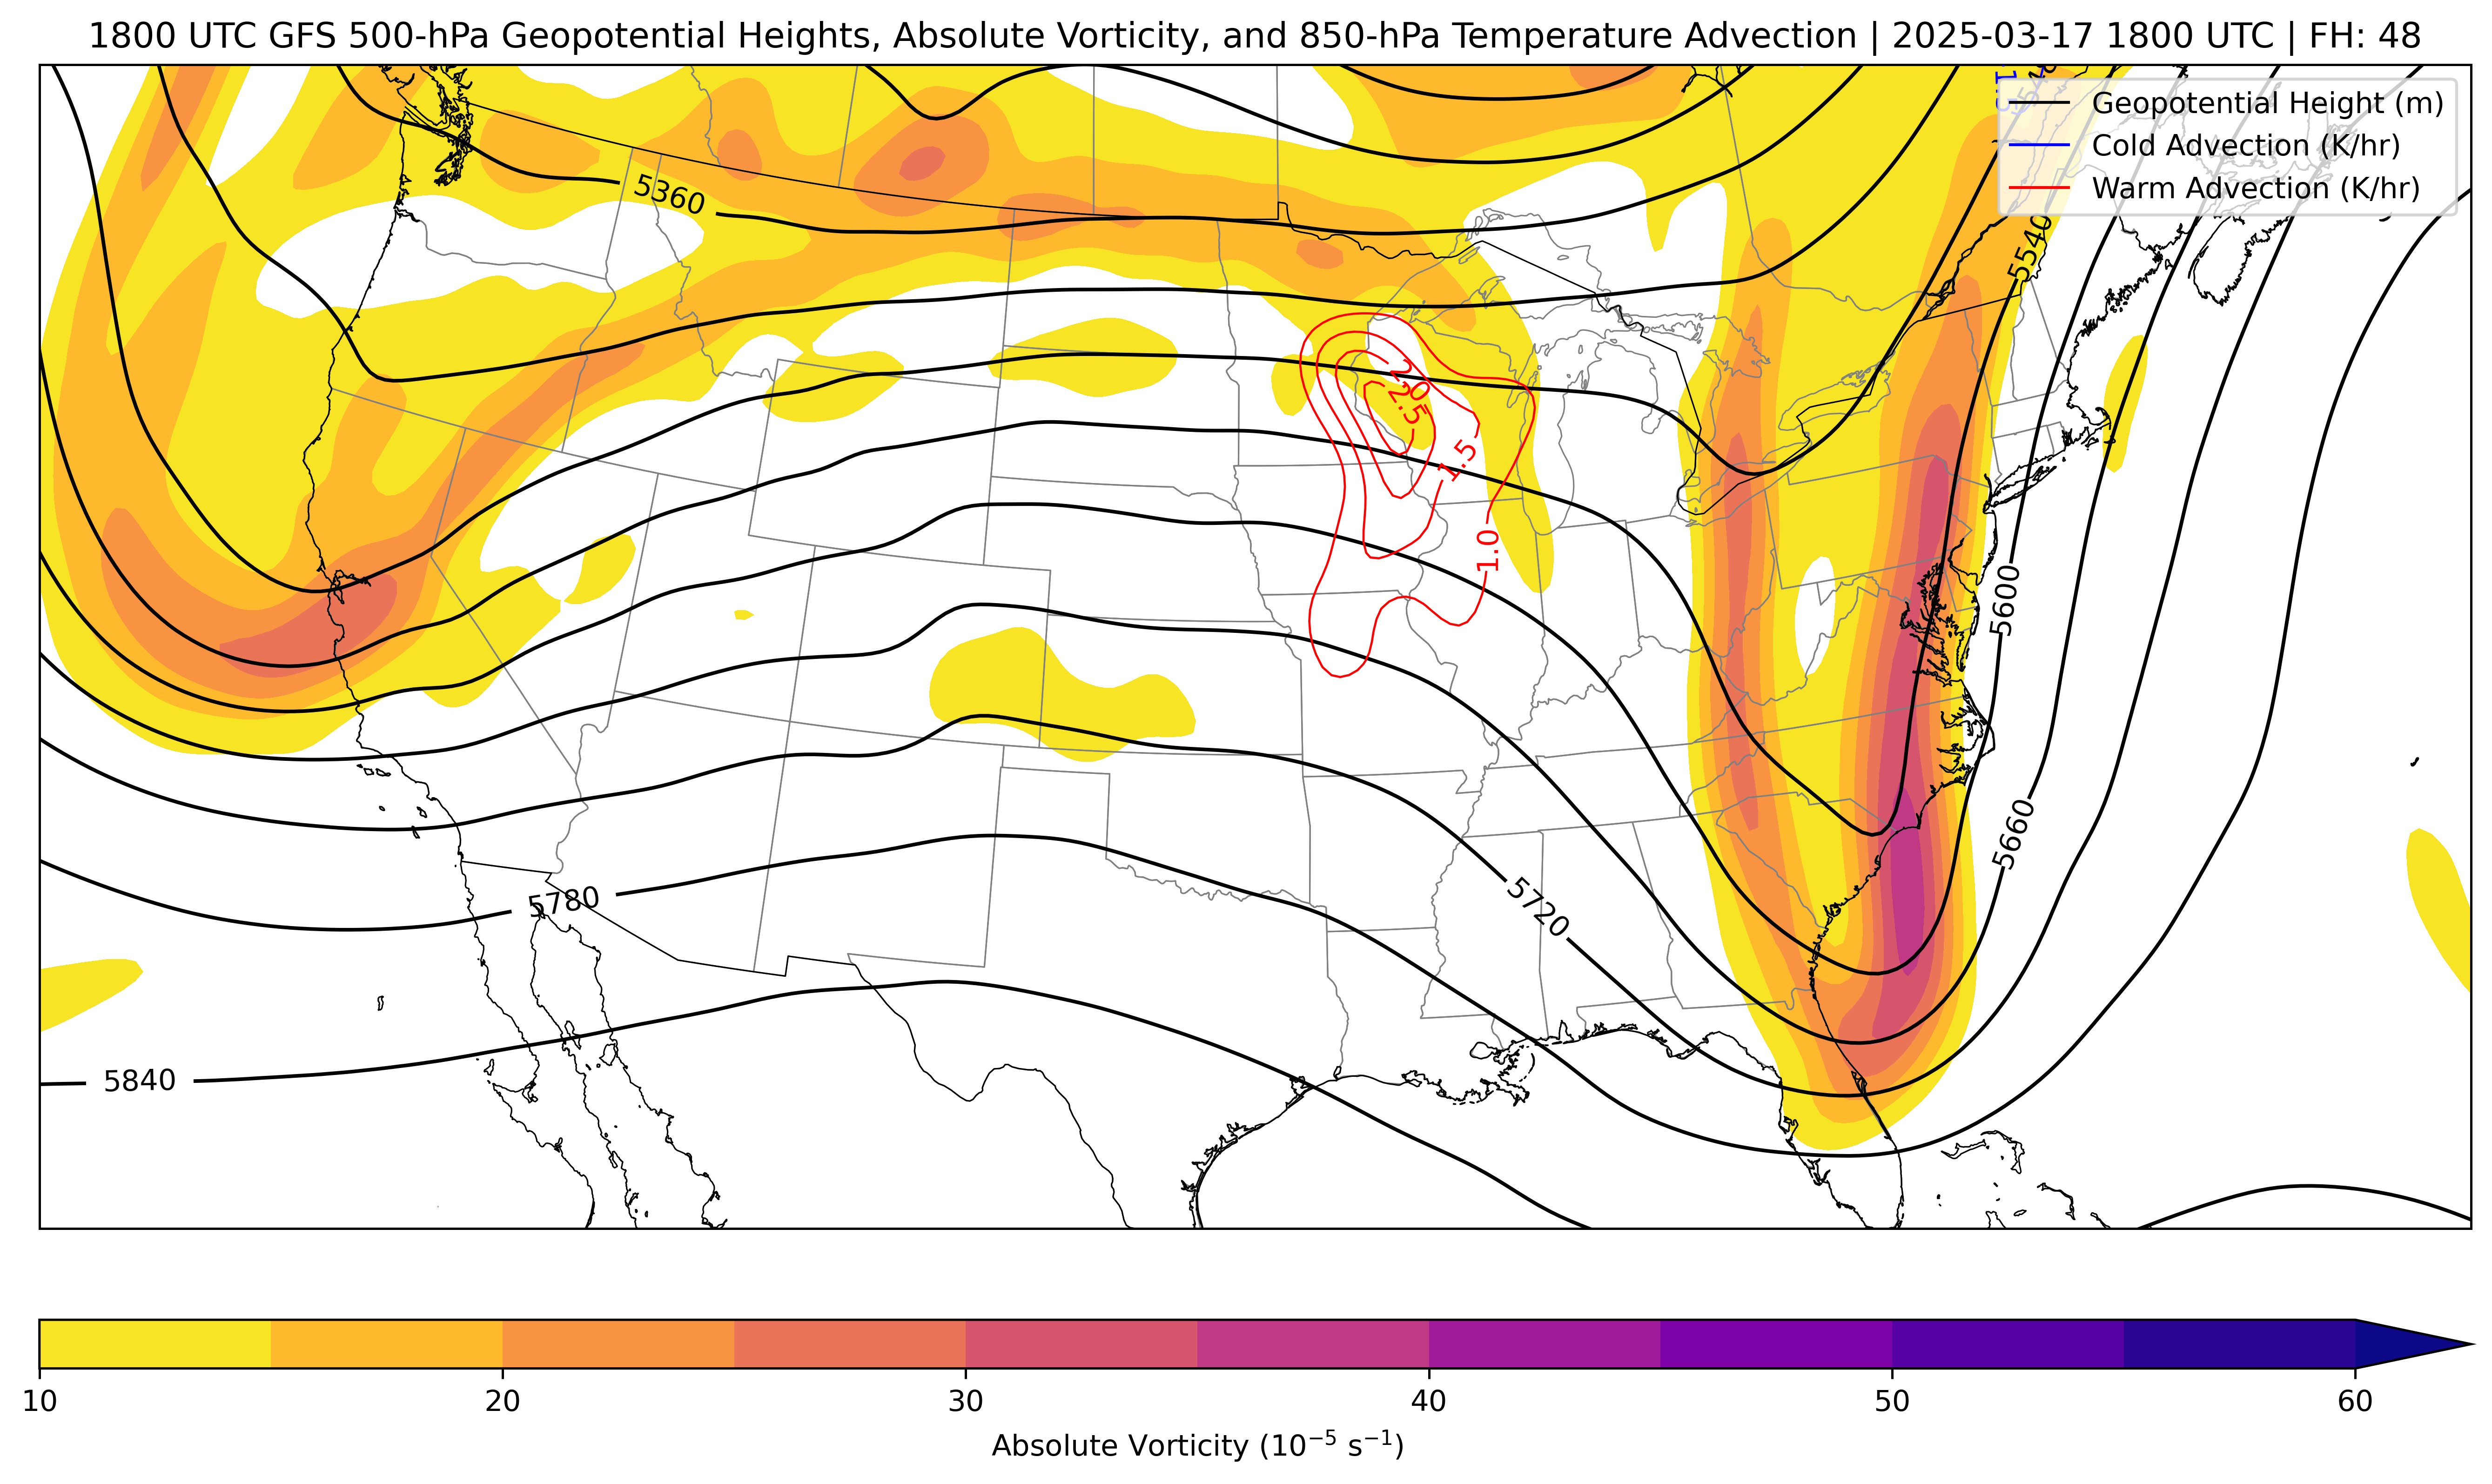 1800 UTC GFS 500-hPa Geopotential Heights, Absolute Vorticity, and 850-hPa Temperature Advection | 2025-03-17 1800 UTC | FH: 48
Geopotential Height (m)
Cold Advection (K/hr)
Warm Advection (K/hr)
5360
5540
2.0
2.5
1.5
1.0
5600
5660
5720
5780
5840
10 20 30 40 50 60
Absolute Vorticity (10⁻⁵ s⁻¹)